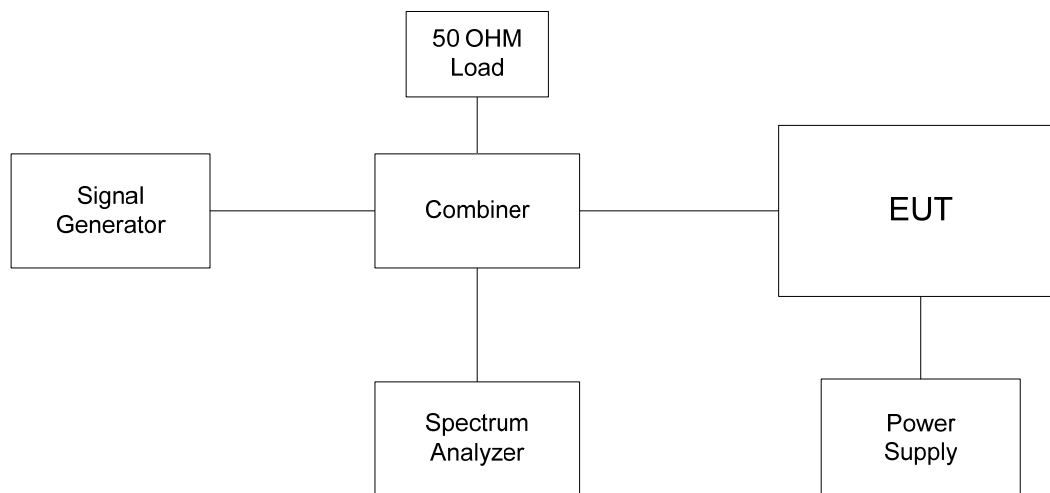 50 OHM
Load
Signal
Generator
Combiner
EUT
Spectrum
Analyzer
Power
Supply